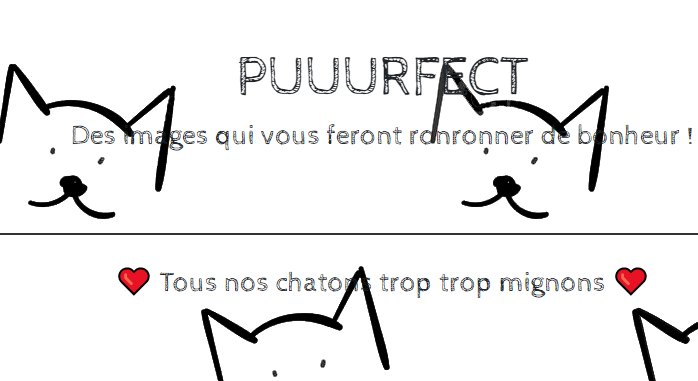 PUUURFECT
Des images qui vous feront ronronner de bonheur !
❤️ Tous nos chatons trop trop mignons ❤️